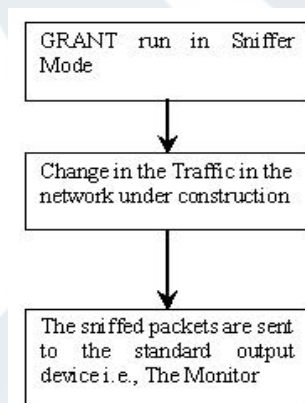 GRANT run in Sniffer
Mode
Change in the Traffic in the
network under construction
The sniffed packets are sent
to the standard output
device i.e., The Monitor